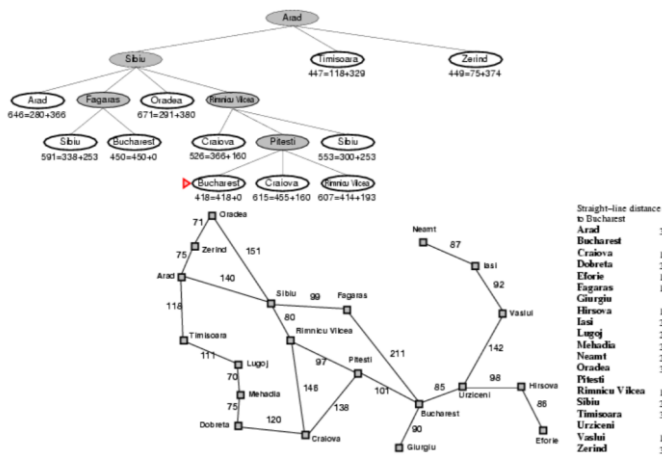 Arad
Sibiu Timisoara Zerind
447=118+329 449=75+374
Arad Fagaras Oradea Rimnicu Vilcea
646=280+366 671=291+380
Sibiu Bucharest Craiova Pitesti Sibiu
591=338+253 450=450+0 526=366+160 553=300+253
Bucharest Craiova Rimnicu Vilcea
418=418+0 615=455+160 607=414+193
Oradea
71
Neamt
87
Zerind
151
75
Iasi
Arad
140
92
Sibiu
99
Fagaras
118
80
Vaslui
Timisoara
Rimnicu Vilcea
111
Lugoj
97
Pitesti
211
142
70
98
Hirsova
Mehadia
146
101
85
Urziceni
75
138
86
Bucharest
120
Dobreta
90
Craiova
Eforie
Giurgiu
Straight-line distance
to Bucharest
Arad
Bucharest
Craiova
Dobreta
Eforie
Fagaras
Giurgiu
Hirsova
Iasi
Lugoj
Mehadia
Neamt
Oradea
Pitesti
Rimnicu Vilcea
Sibiu
Timisoara
Urziceni
Vaslui
Zerind